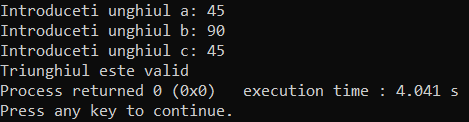 Introduceti unghiul a: 45
Introduceti unghiul b: 90
Introduceti unghiul c: 45
Triunghiul este valid
Process returned 0 (0x0)   execution time : 4.041 s
Press any key to continue.